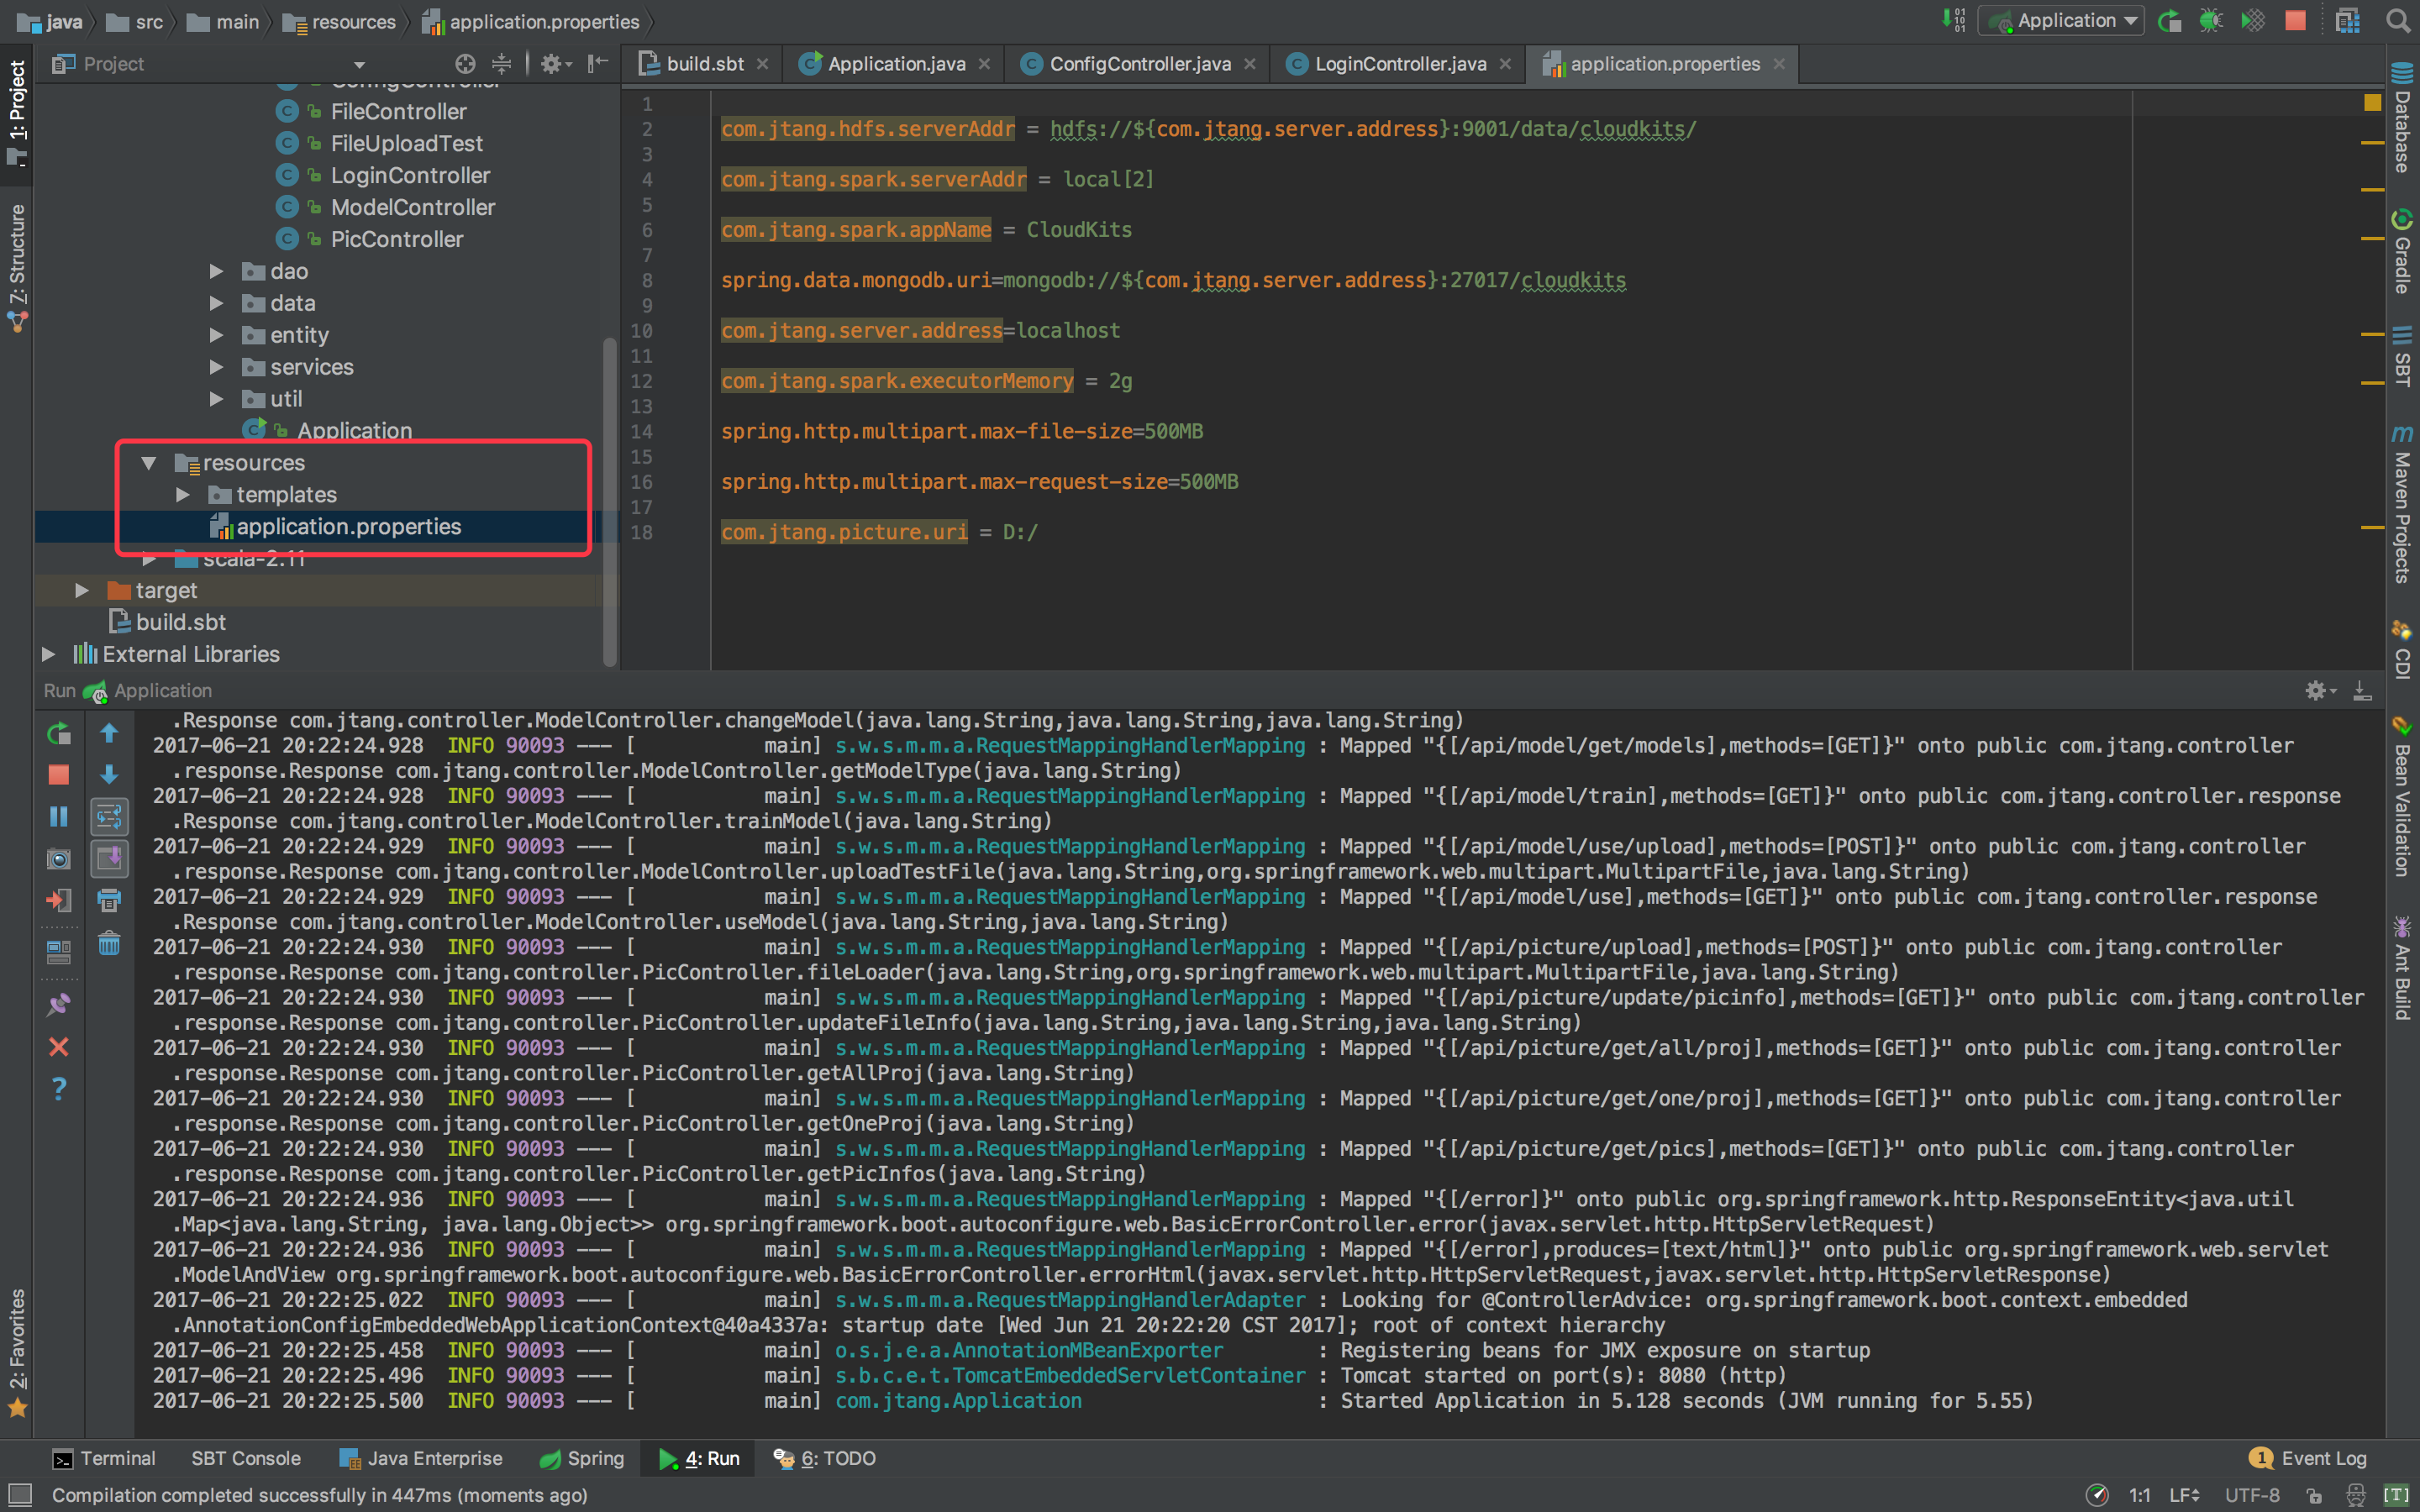 java src main resources application.properties
Application
Project
build.sbt Application.java ConfigController.java LoginController.java application.properties
1: Project
7: Structure
2: Favorites
FileController
FileUploadTest
LoginController
ModelController
PicController
dao
data
entity
services
util
Application
resources
templates
application.properties
scala-2.11
target
build.sbt
External Libraries
1
2 com.jtang.hdfs.serverAddr = hdfs://${com.jtang.server.address}:9001/data/cloudkits/
3
4 com.jtang.spark.serverAddr = local[2]
5
6 com.jtang.spark.appName = CloudKits
7
8 spring.data.mongodb.uri=mongodb://${com.jtang.server.address}:27017/cloudkits
9
10 com.jtang.server.address=localhost
11
12 com.jtang.spark.executorMemory = 2g
13
14 spring.http.multipart.max-file-size=500MB
15
16 spring.http.multipart.max-request-size=500MB
17
18 com.jtang.picture.uri = D:/
Database
Gradle
SBT
Maven Projects
CDI
Bean Validation
Ant Build
Run Application
.Response com.jtang.controller.ModelController.changeModel(java.lang.String,java.lang.String,java.lang.String)
2017-06-21 20:22:24.928 INFO 90093 --- [ main] s.w.s.m.m.a.RequestMappingHandlerMapping : Mapped "{[/api/model/get/models],methods=[GET]}" onto public com.jtang.controller
.response.Response com.jtang.controller.ModelController.getModelType(java.lang.String)
2017-06-21 20:22:24.928 INFO 90093 --- [ main] s.w.s.m.m.a.RequestMappingHandlerMapping : Mapped "{[/api/model/train],methods=[GET]}" onto public com.jtang.controller.response
.Response com.jtang.controller.ModelController.trainModel(java.lang.String)
2017-06-21 20:22:24.929 INFO 90093 --- [ main] s.w.s.m.m.a.RequestMappingHandlerMapping : Mapped "{[/api/model/use/upload],methods=[POST]}" onto public com.jtang.controller
.response.Response com.jtang.controller.ModelController.uploadTestFile(java.lang.String,org.springframework.web.multipart.MultipartFile,java.lang.String)
2017-06-21 20:22:24.929 INFO 90093 --- [ main] s.w.s.m.m.a.RequestMappingHandlerMapping : Mapped "{[/api/model/use],methods=[GET]}" onto public com.jtang.controller.response
.Response com.jtang.controller.ModelController.useModel(java.lang.String,java.lang.String)
2017-06-21 20:22:24.930 INFO 90093 --- [ main] s.w.s.m.m.a.RequestMappingHandlerMapping : Mapped "{[/api/picture/upload],methods=[POST]}" onto public com.jtang.controller
.response.Response com.jtang.controller.PicController.fileLoader(java.lang.String,org.springframework.web.multipart.MultipartFile,java.lang.String)
2017-06-21 20:22:24.930 INFO 90093 --- [ main] s.w.s.m.m.a.RequestMappingHandlerMapping : Mapped "{[/api/picture/update/picinfo],methods=[GET]}" onto public com.jtang.controller
.response.Response com.jtang.controller.PicController.updateFileInfo(java.lang.String,java.lang.String,java.lang.String)
2017-06-21 20:22:24.930 INFO 90093 --- [ main] s.w.s.m.m.a.RequestMappingHandlerMapping : Mapped "{[/api/picture/get/all/proj],methods=[GET]}" onto public com.jtang.controller
.response.Response com.jtang.controller.PicController.getAllProj(java.lang.String)
2017-06-21 20:22:24.930 INFO 90093 --- [ main] s.w.s.m.m.a.RequestMappingHandlerMapping : Mapped "{[/api/picture/get/one/proj],methods=[GET]}" onto public com.jtang.controller
.response.Response com.jtang.controller.PicController.getOneProj(java.lang.String)
2017-06-21 20:22:24.930 INFO 90093 --- [ main] s.w.s.m.m.a.RequestMappingHandlerMapping : Mapped "{[/api/picture/get/pics],methods=[GET]}" onto public com.jtang.controller
.response.Response com.jtang.controller.PicController.getPicInfos(java.lang.String)
2017-06-21 20:22:24.936 INFO 90093 --- [ main] s.w.s.m.m.a.RequestMappingHandlerMapping : Mapped "{[/error]}" onto public org.springframework.http.ResponseEntity<java.util
.Map<java.lang.String, java.lang.Object>> org.springframework.boot.autoconfigure.web.BasicErrorController.error(javax.servlet.http.HttpServletRequest)
2017-06-21 20:22:24.936 INFO 90093 --- [ main] s.w.s.m.m.a.RequestMappingHandlerMapping : Mapped "{[/error],produces=[text/html]}" onto public org.springframework.web.servlet
.ModelAndView org.springframework.boot.autoconfigure.web.BasicErrorController.errorHtml(javax.servlet.http.HttpServletRequest,javax.servlet.http.HttpServletResponse)
2017-06-21 20:22:25.022 INFO 90093 --- [ main] s.w.s.m.m.a.RequestMappingHandlerAdapter : Looking for @ControllerAdvice: org.springframework.boot.context.embedded
.AnnotationConfigEmbeddedWebApplicationContext@40a4337a: startup date [Wed Jun 21 20:22:20 CST 2017]; root of context hierarchy
2017-06-21 20:22:25.458 INFO 90093 --- [ main] o.s.j.e.a.AnnotationMBeanExporter : Registering beans for JMX exposure on startup
2017-06-21 20:22:25.496 INFO 90093 --- [ main] s.b.c.e.t.TomcatEmbeddedServletContainer : Tomcat started on port(s): 8080 (http)
2017-06-21 20:22:25.500 INFO 90093 --- [ main] com.jtang.Application : Started Application in 5.128 seconds (JVM running for 5.55)
Terminal SBT Console Java Enterprise Spring 4: Run 6: TODO 1 Event Log
Compilation completed successfully in 447ms (moments ago) 1:1 LF UTF-8 [T]